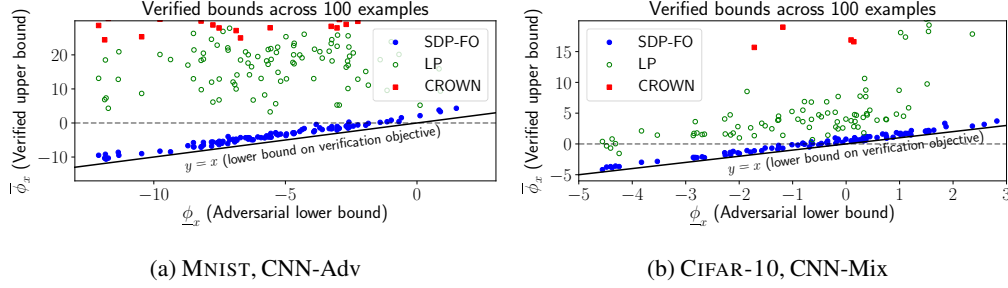 Verified bounds across 100 examples
SDP-FO
LP
CROWN
y = x (lower bound on verification objective)
20
10
0
−10
−10
−5
0
ϕ̅x (Verified upper bound)
ϕ̲x (Adversarial lower bound)
(a) MNIST, CNN-Adv
Verified bounds across 100 examples
SDP-FO
LP
CROWN
y = x (lower bound on verification objective)
15
10
5
0
−5
−5
−4
−3
−2
−1
0
1
2
3
ϕ̅x (Verified upper bound)
ϕ̲x (Adversarial lower bound)
(b) CIFAR-10, CNN-Mix